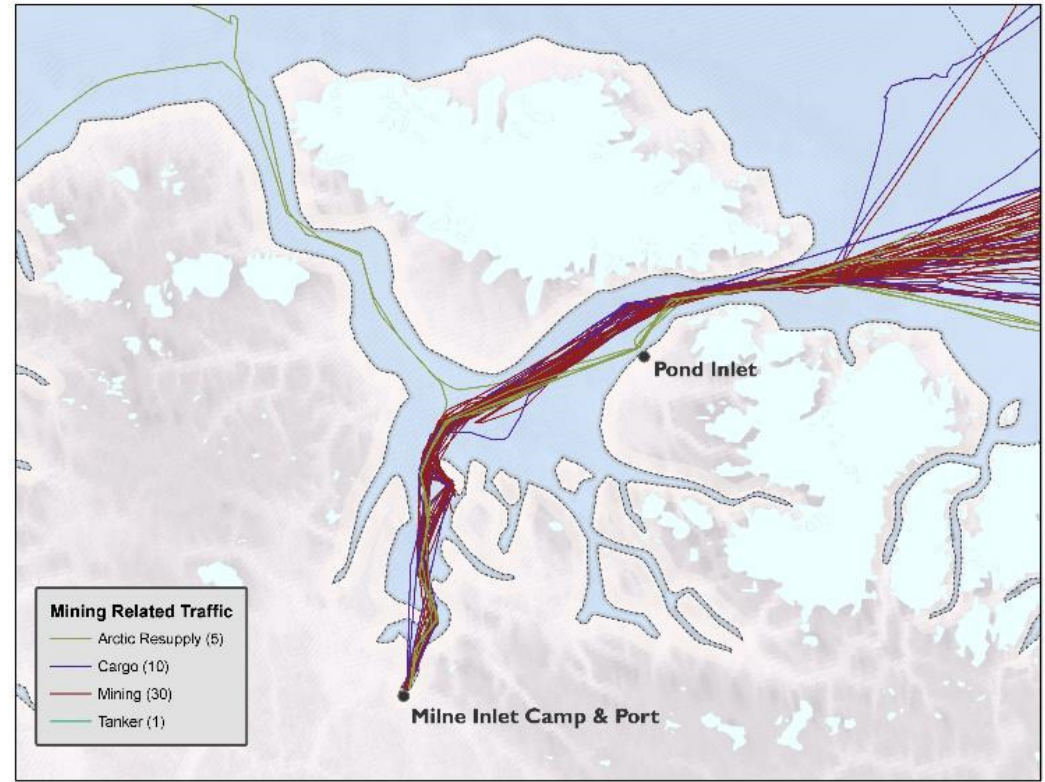 Pond Inlet
Mining Related Traffic
Arctic Resupply (5)
Cargo (10)
Mining (30)
Tanker (1)
Milne Inlet Camp & Port